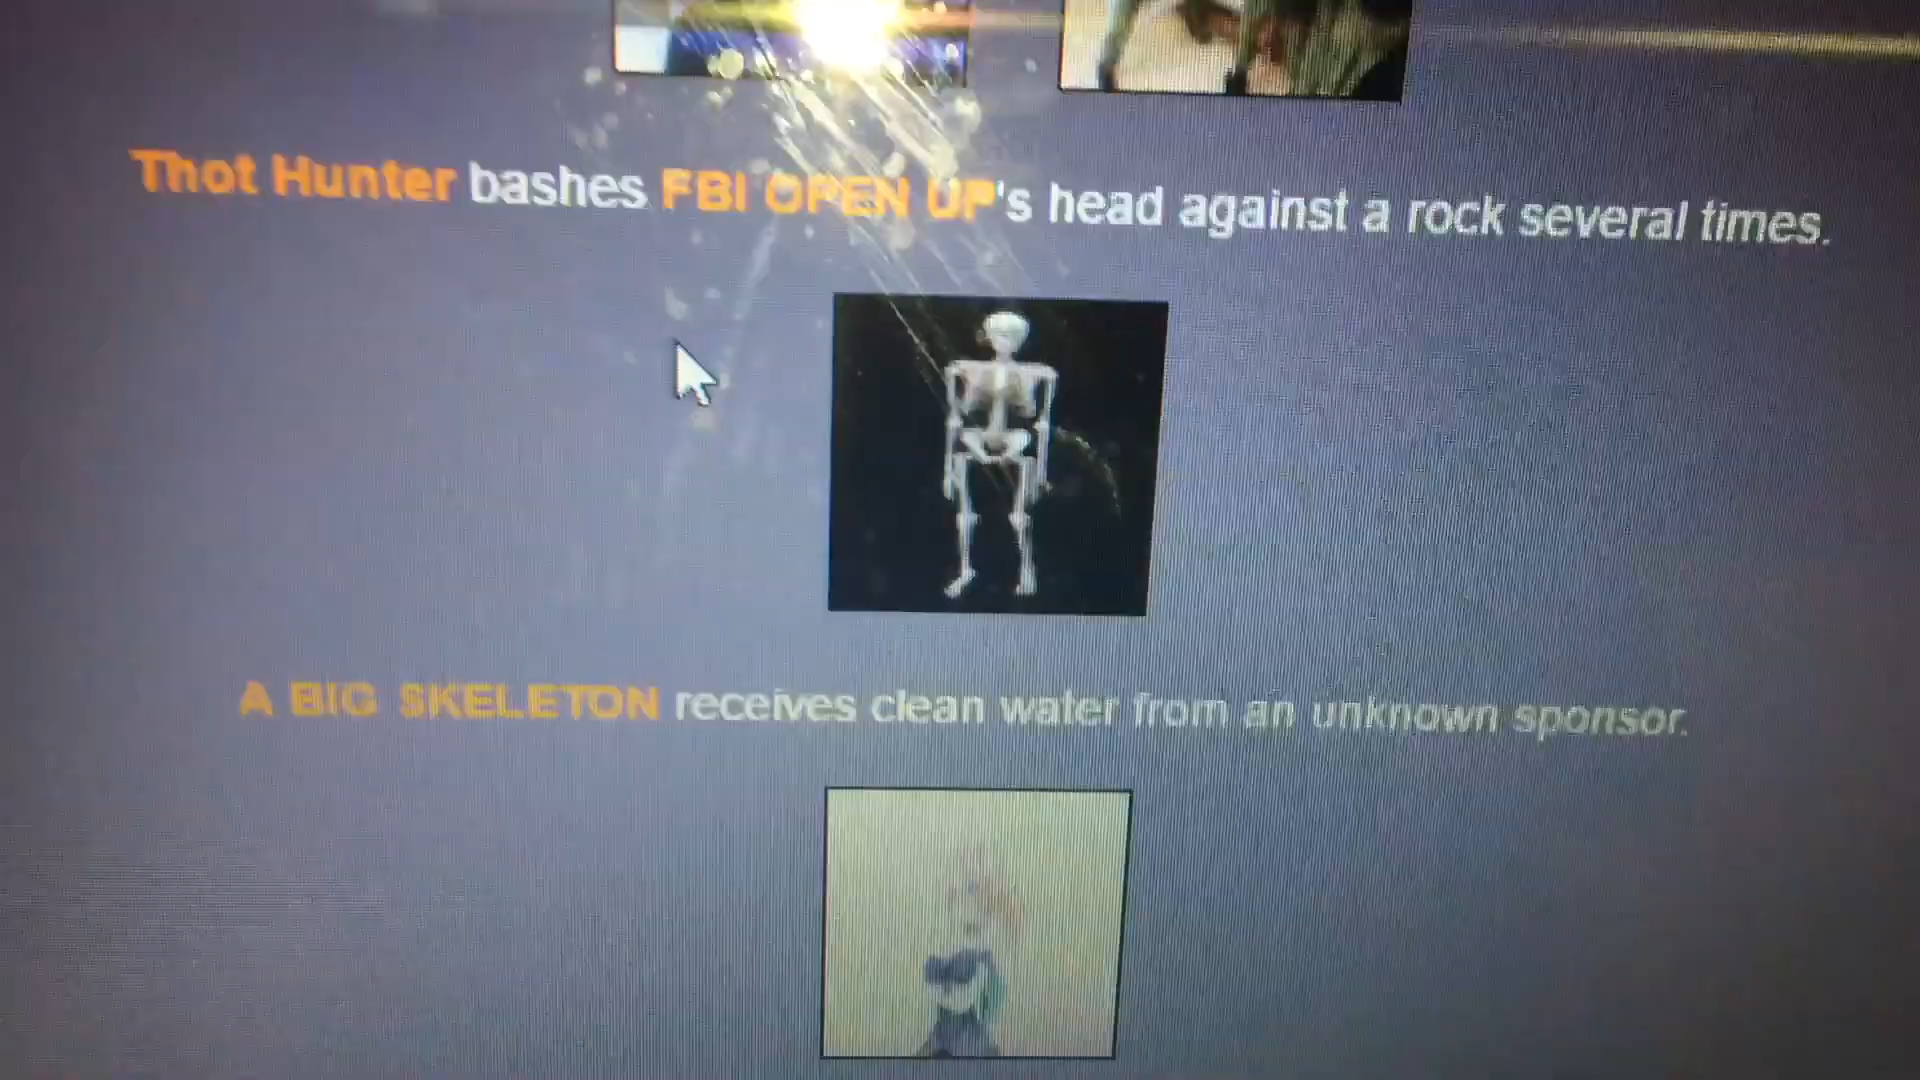 Thot Hunter bashes FBI OPEN UP's head against a rock several times.
A BIG SKELETON receives clean water from an unknown sponsor.